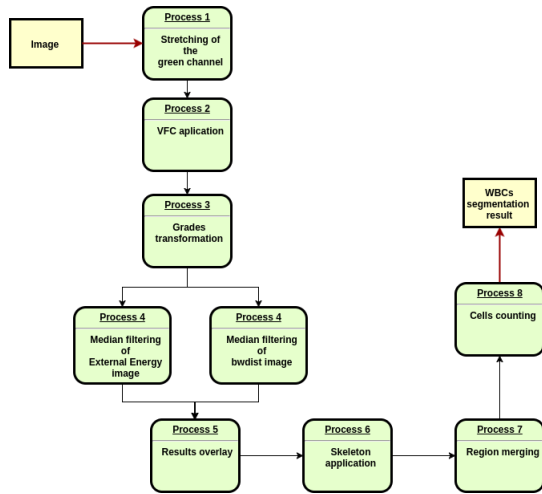 Image
Process 1
Stretching of
the
green channel
Process 2
VFC aplication
Process 3
Grades
transformation
Process 4
Median filtering
of
External Energy
image
Process 4
Median filtering
of
bwdist image
Process 5
Results overlay
Process 6
Skeleton
application
Process 7
Region merging
Process 8
Cells counting
WBCs
segmentation
result